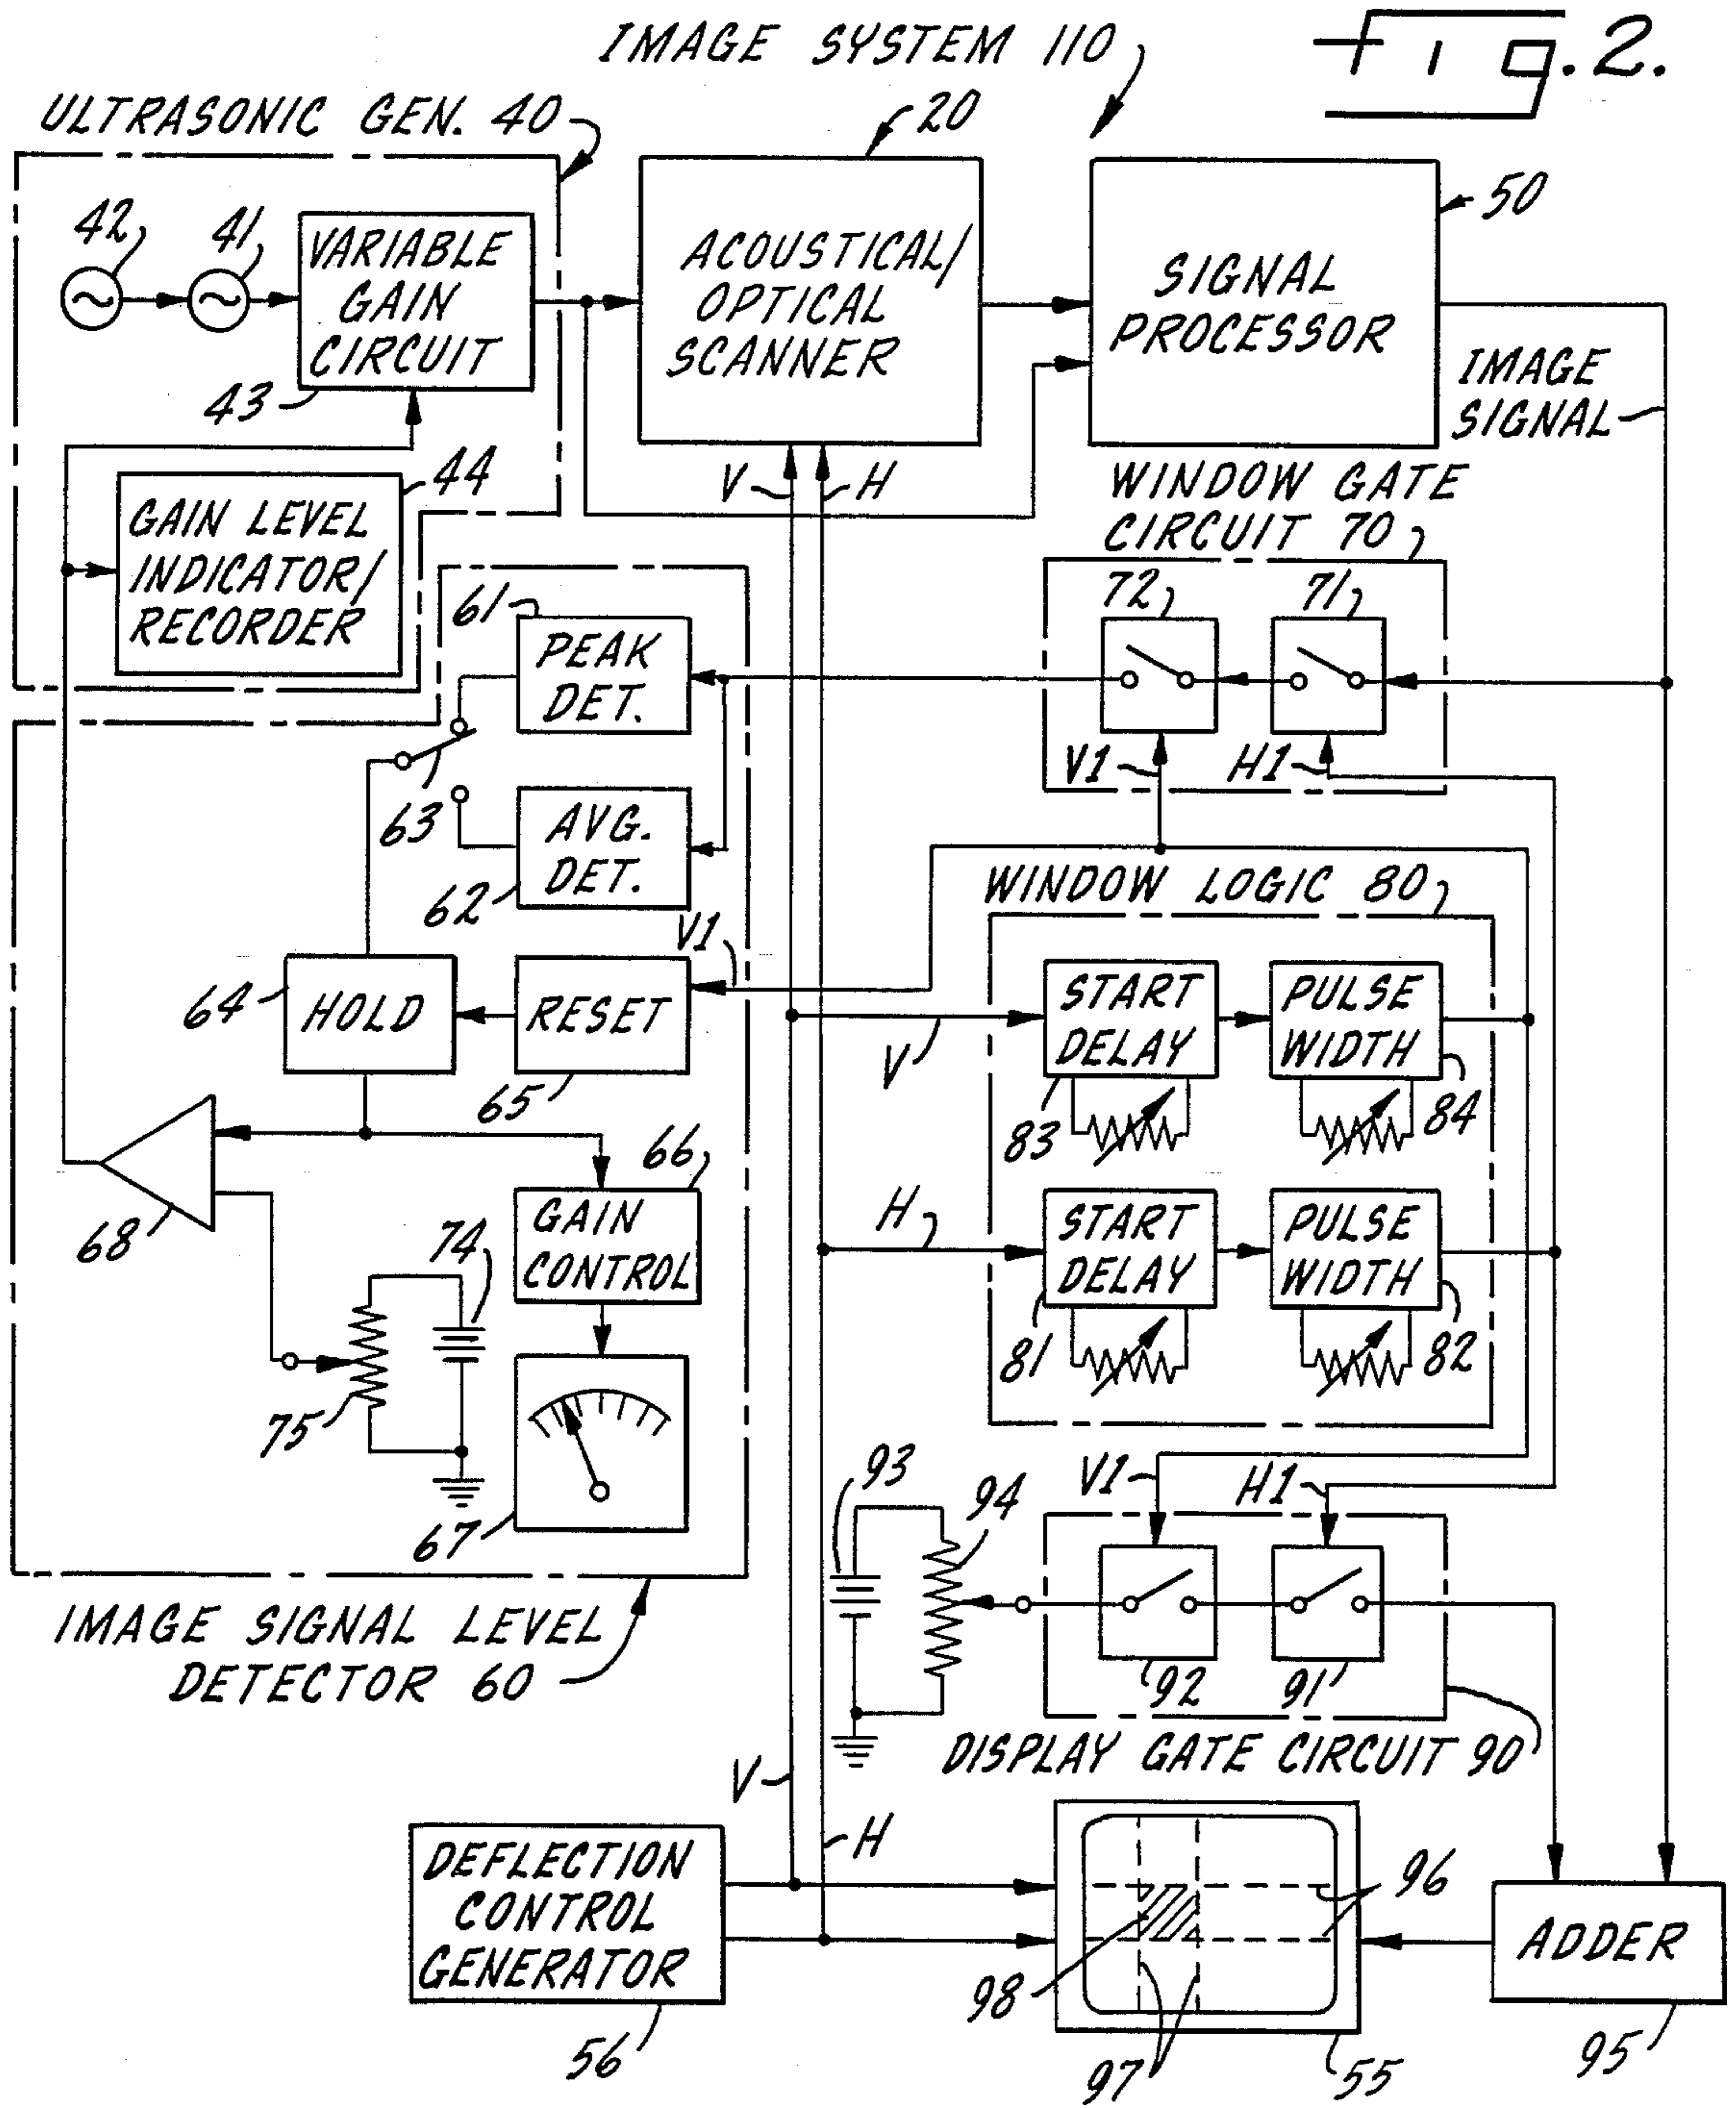 IMAGE SYSTEM 110
Fig. 2.
ULTRASONIC GEN. 40
20
50
42
41
VARIABLE
GAIN
CIRCUIT
43
ACOUSTICAL/
OPTICAL
SCANNER
SIGNAL
PROCESSOR
IMAGE
SIGNAL
44
GAIN LEVEL
INDICATOR/
RECORDER
V
H
WINDOW GATE
CIRCUIT 70
72
71
61
PEAK
DET.
63
V1
H1
AVG.
DET.
62
WINDOW LOGIC 80
V1
64
HOLD
RESET
65
V
START
DELAY
83
PULSE
WIDTH
84
68
66
GAIN
CONTROL
H
START
DELAY
81
PULSE
WIDTH
82
74
75
67
93
94
V1
H1
92
91
IMAGE SIGNAL LEVEL
DETECTOR 60
DISPLAY GATE CIRCUIT 90
V
H
DEFLECTION
CONTROL
GENERATOR
56
96
98
97
55
ADDER
95